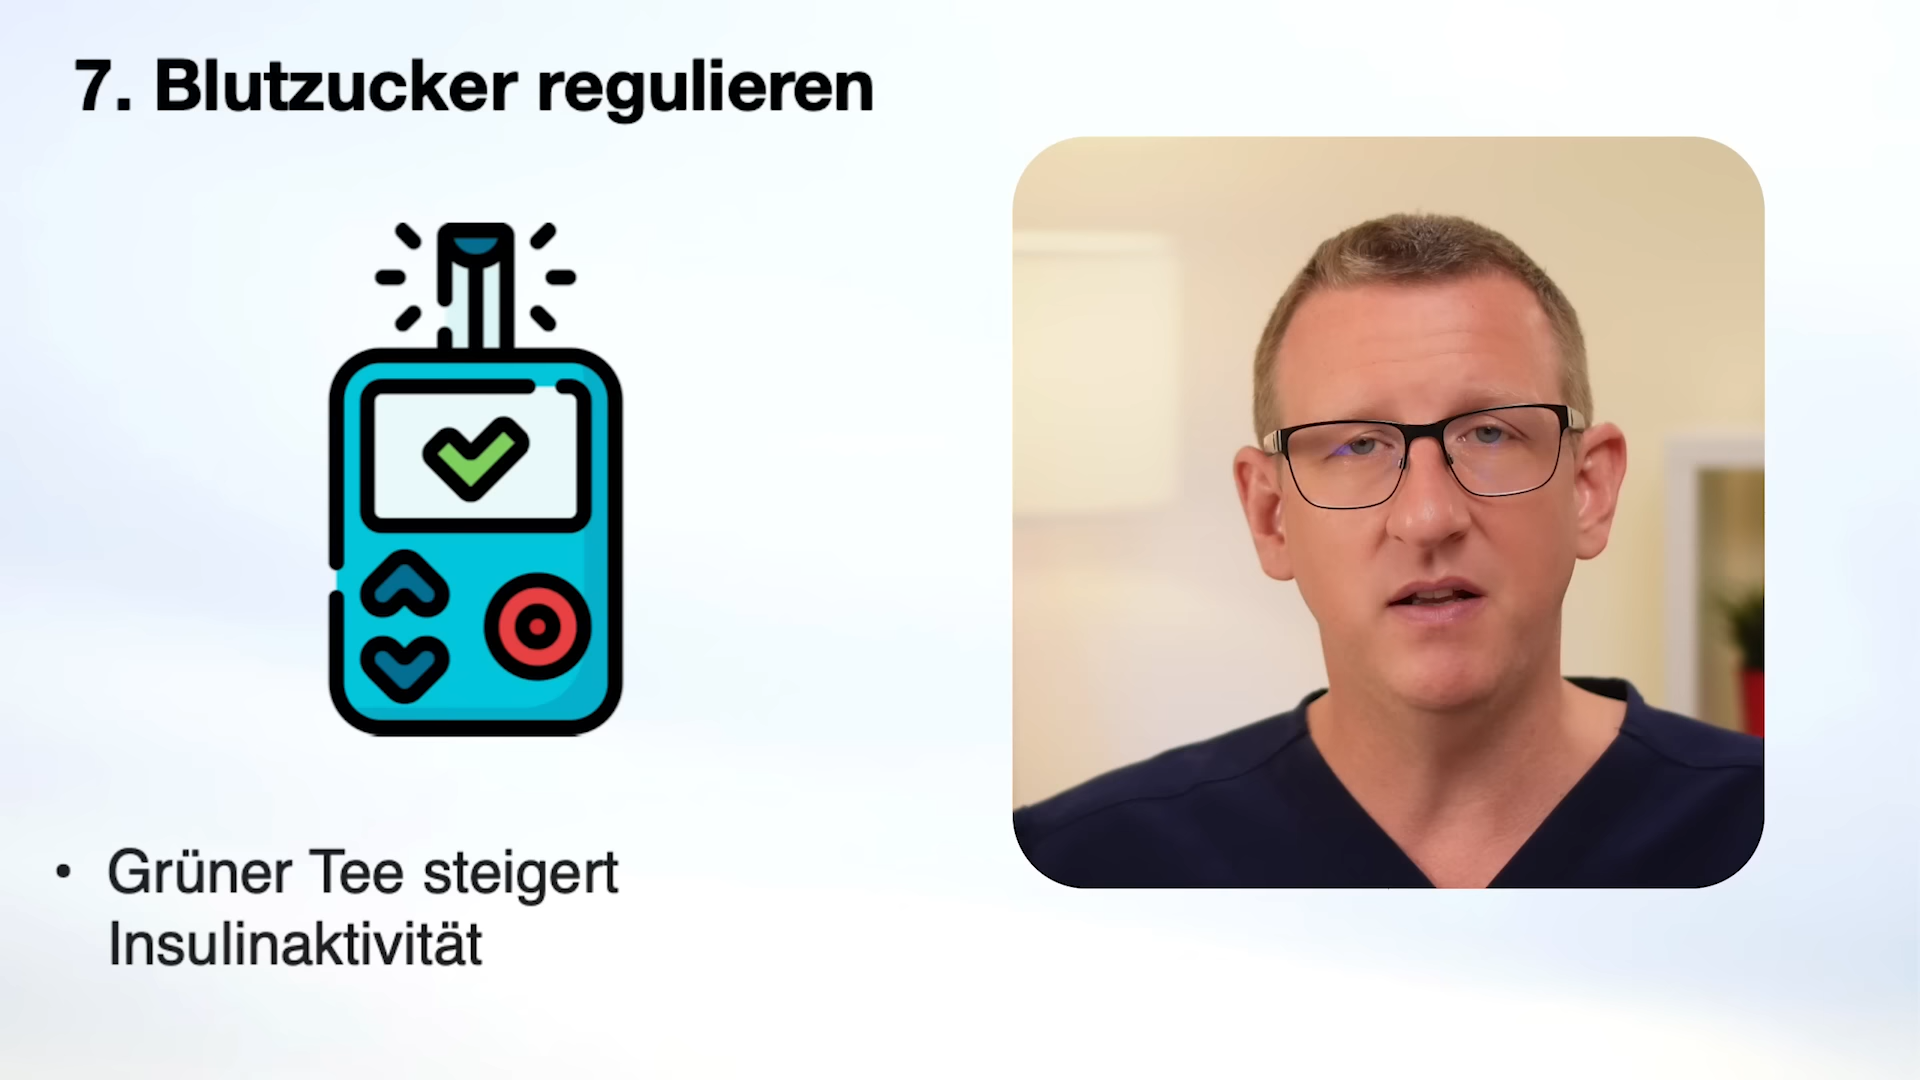 7. Blutzucker regulieren
• Grüner Tee steigert
Insulinaktivität